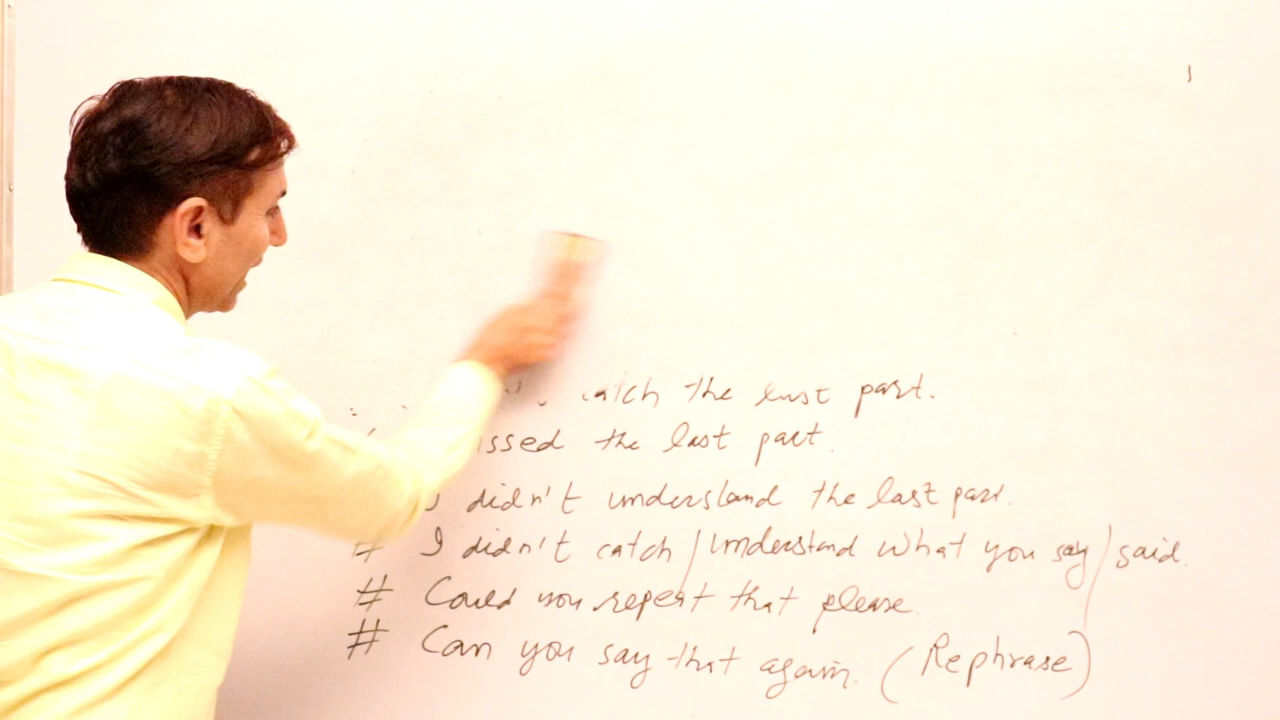 catch the last part.
the last part.
I didn't understand the last part.
# I didn't catch/understand what you say/said.
# Could you repeat that please.
# Can you say that again. (Rephrase)